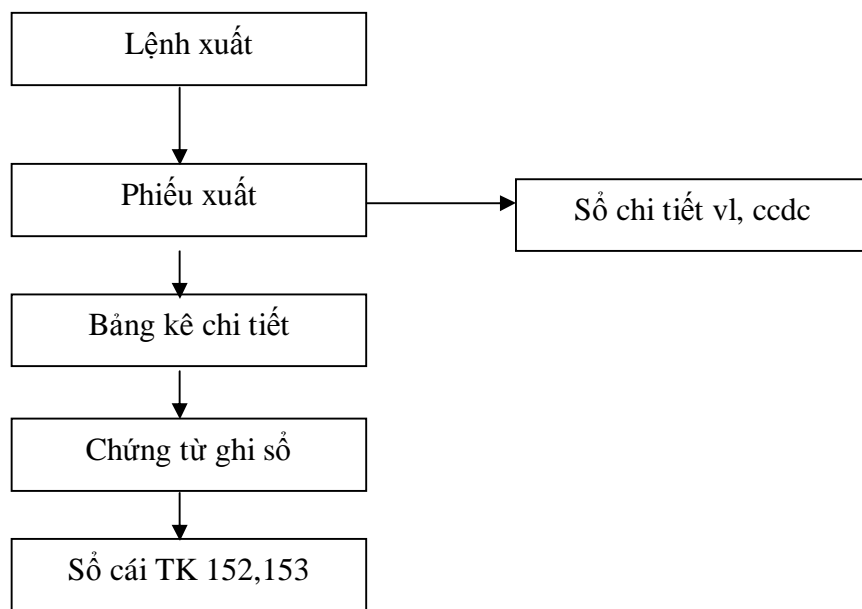 Lệnh xuất
Phiếu xuất
Sổ chi tiết vl, ccdc
Bảng kê chi tiết
Chứng từ ghi sổ
Sổ cái TK 152,153